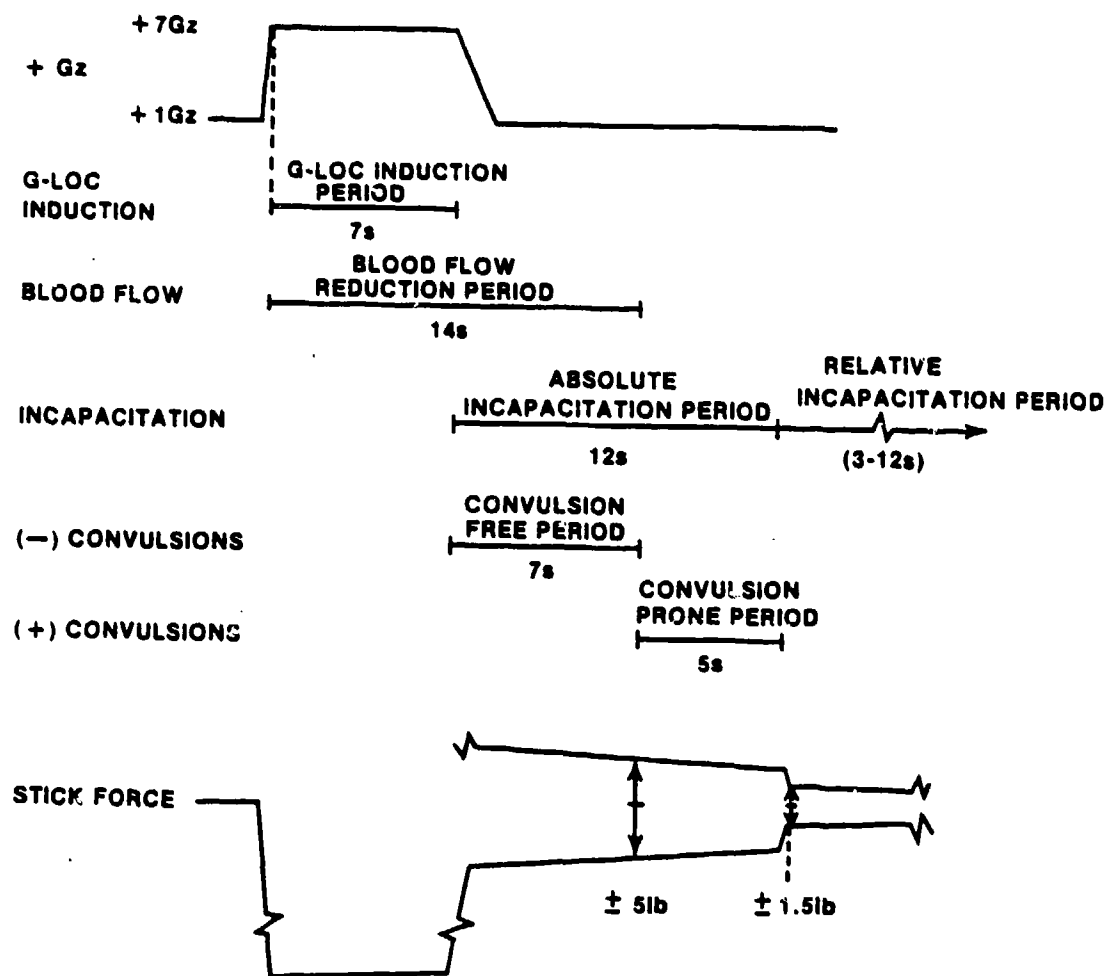 + 7Gz
+ Gz
+ 1Gz
G-LOC INDUCTION
PERIOD
G-LOC
INDUCTION
7s
BLOOD FLOW
REDUCTION PERIOD
BLOOD FLOW
14s
RELATIVE
INCAPACITATION PERIOD
ABSOLUTE
INCAPACITATION PERIOD
INCAPACITATION
12s
(3-12s)
CONVULSION
FREE PERIOD
(—) CONVULSIONS
7s
CONVULSION
PRONE PERIOD
(+) CONVULSIONS
5s
STICK FORCE
± 5lb
± 1.5lb